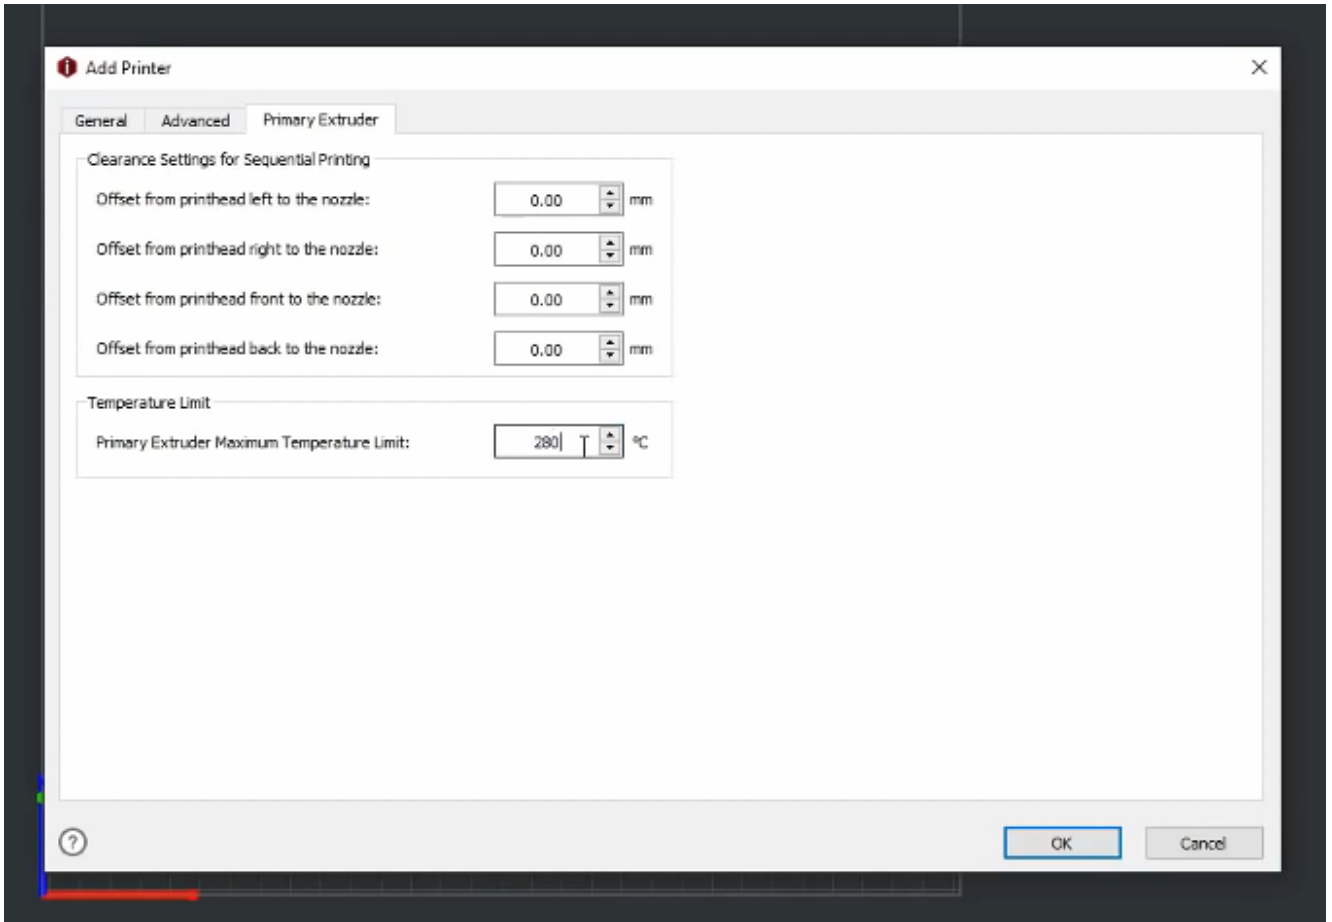 Add Printer
General Advanced Primary Extruder
Clearance Settings for Sequential Printing
Offset from printhead left to the nozzle: 0.00 mm
Offset from printhead right to the nozzle: 0.00 mm
Offset from printhead front to the nozzle: 0.00 mm
Offset from printhead back to the nozzle: 0.00 mm
Temperature Limit
Primary Extruder Maximum Temperature Limit: 280 °C
? OK Cancel